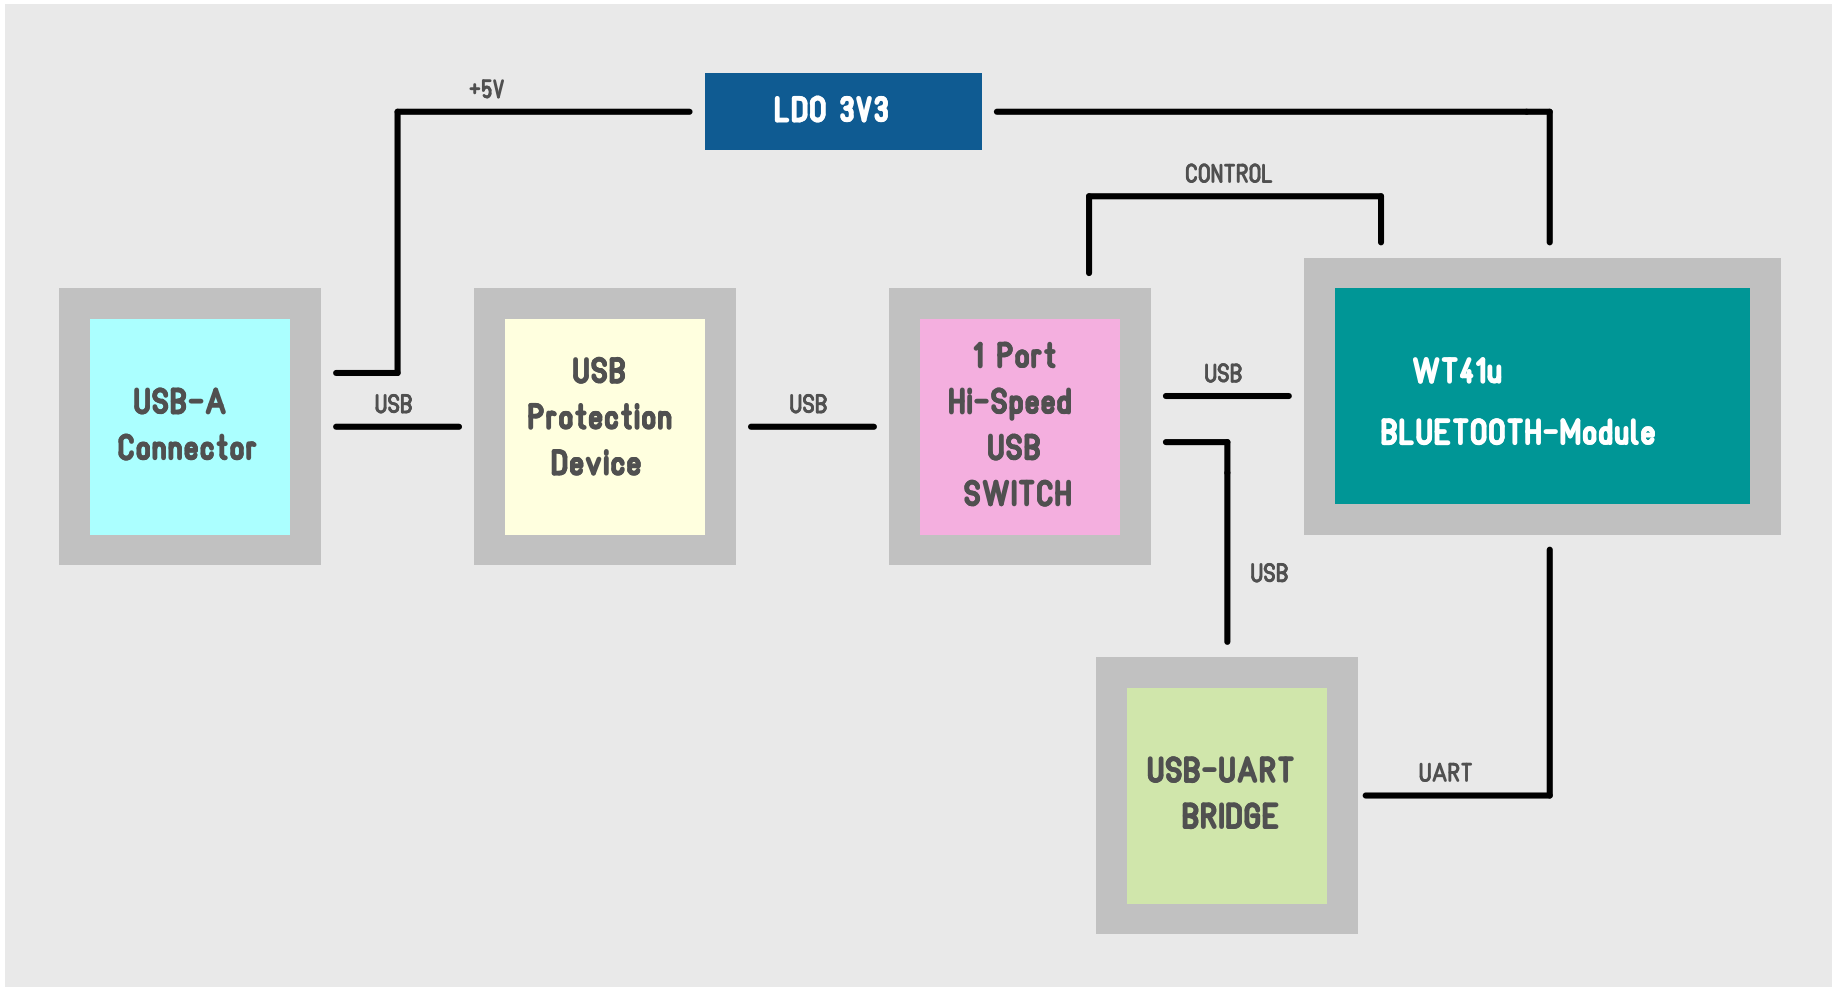 +5V
LDO 3V3
CONTROL
USB-A
Connector
USB
USB
Protection
Device
USB
1 Port
Hi-Speed
USB
SWITCH
USB
WT41u
BLUETOOTH-Module
USB
USB-UART
BRIDGE
UART